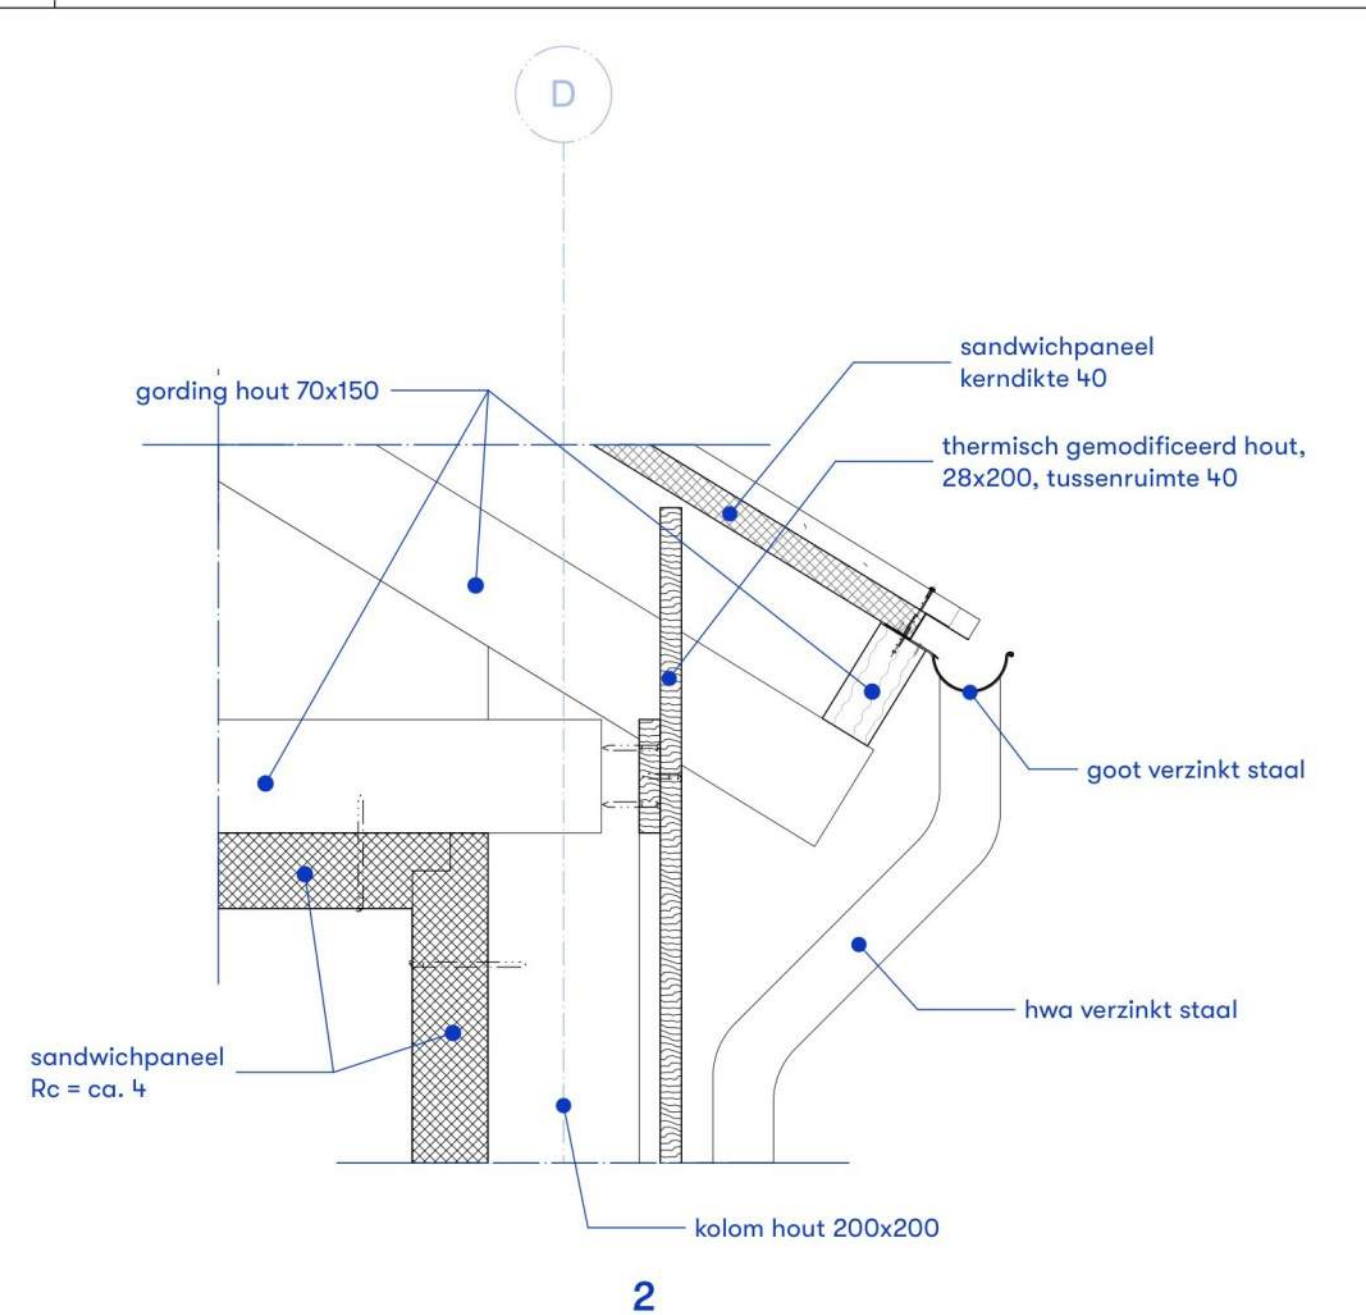 D
sandwichpaneel
kerndikte 40
gording hout 70x150
thermisch gemodificeerd hout,
28x200, tussenruimte 40
goot verzinkt staal
hwa verzinkt staal
sandwichpaneel
Rc = ca. 4
kolom hout 200x200
2